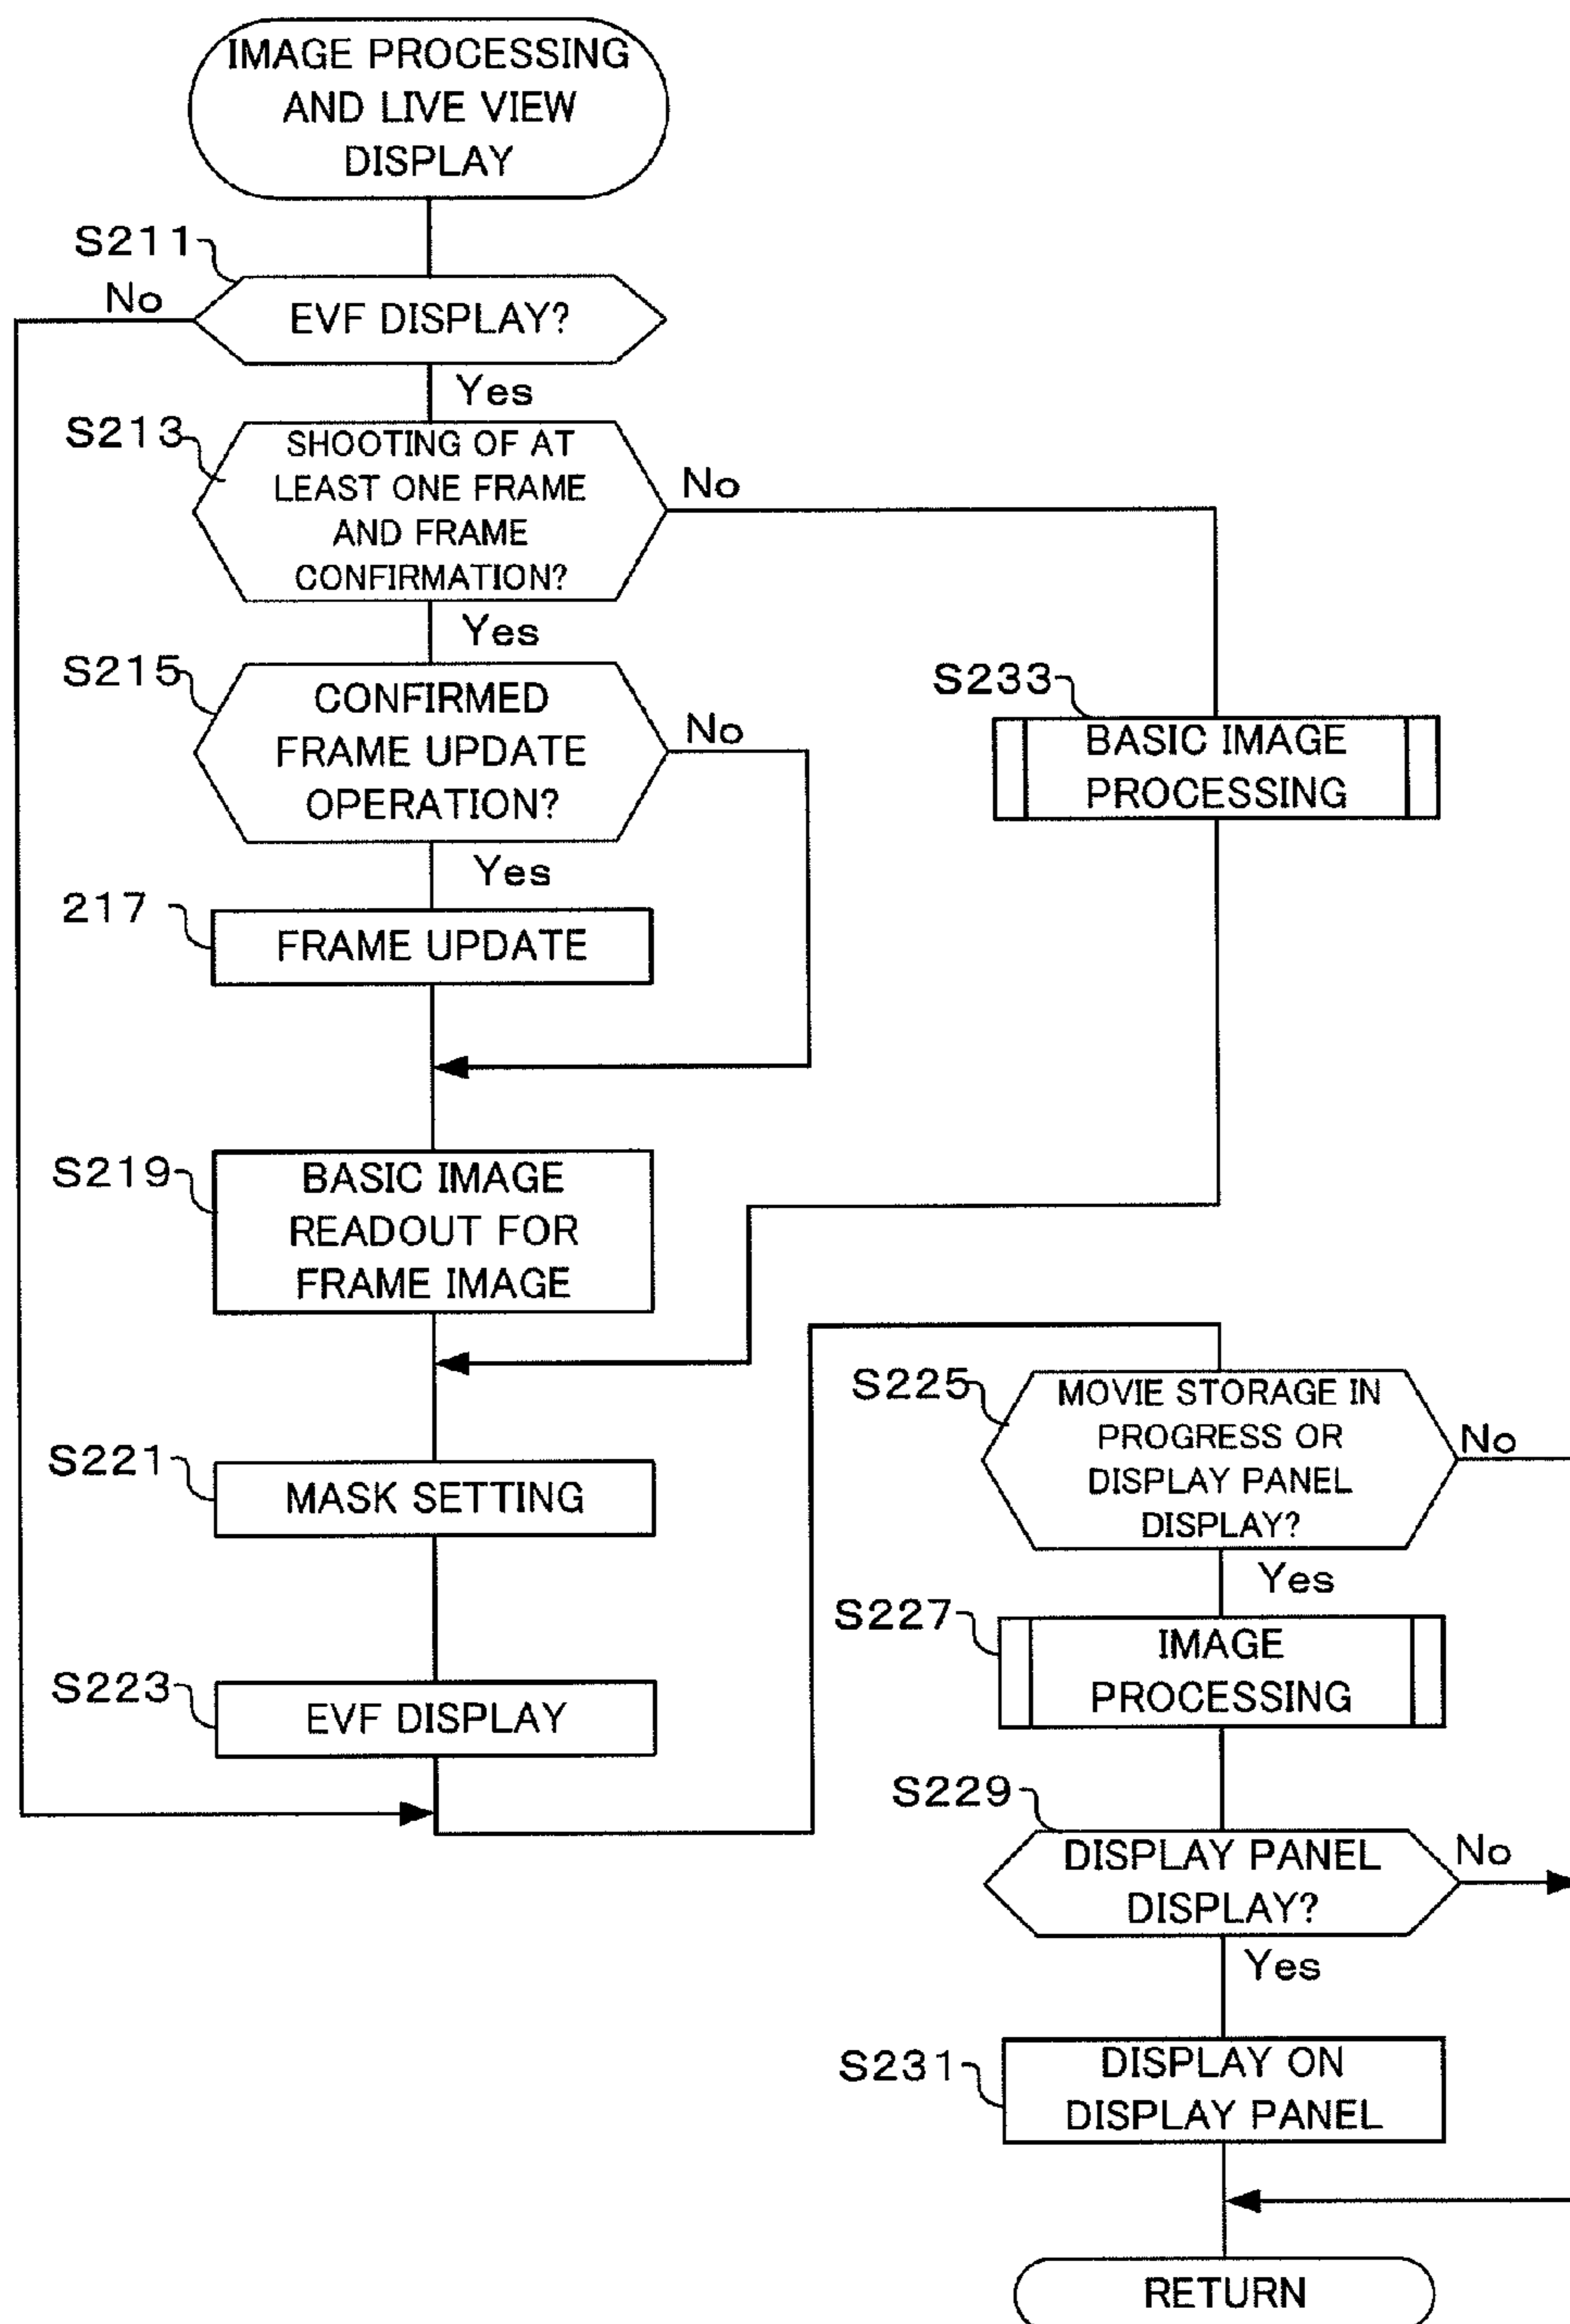 IMAGE PROCESSING
AND LIVE VIEW
DISPLAY
S211
No
EVF DISPLAY?
Yes
S213
SHOOTING OF AT
LEAST ONE FRAME
AND FRAME
CONFIRMATION?
No
Yes
S215
CONFIRMED
FRAME UPDATE
OPERATION?
No
Yes
217
FRAME UPDATE
S233
BASIC IMAGE
PROCESSING
S219
BASIC IMAGE
READOUT FOR
FRAME IMAGE
S221
MASK SETTING
S223
EVF DISPLAY
S225
MOVIE STORAGE IN
PROGRESS OR
DISPLAY PANEL
DISPLAY?
No
Yes
S227
IMAGE
PROCESSING
S229
DISPLAY PANEL
DISPLAY?
No
Yes
S231
DISPLAY ON
DISPLAY PANEL
RETURN